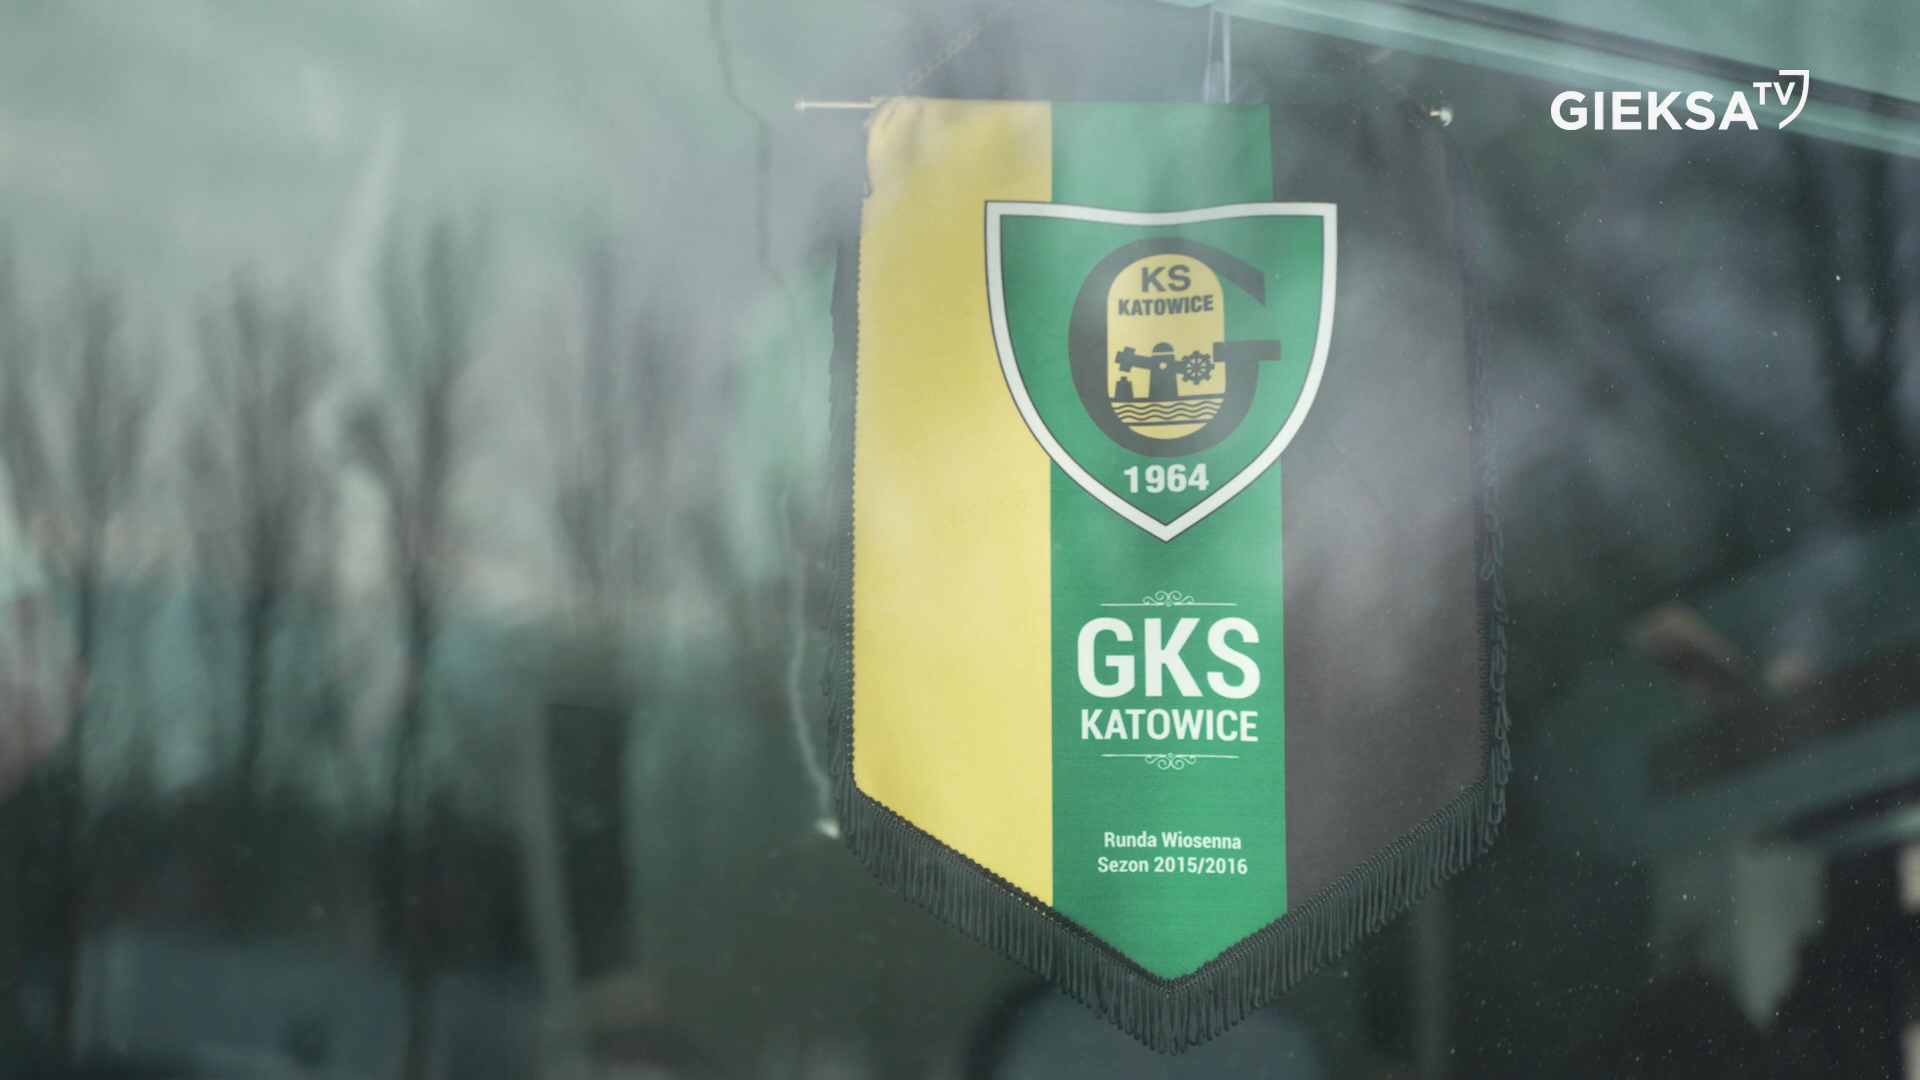 GIEKSA TV
KS
KATOWICE
G
1964
GKS
KATOWICE
Runda Wiosenna
Sezon 2015/2016